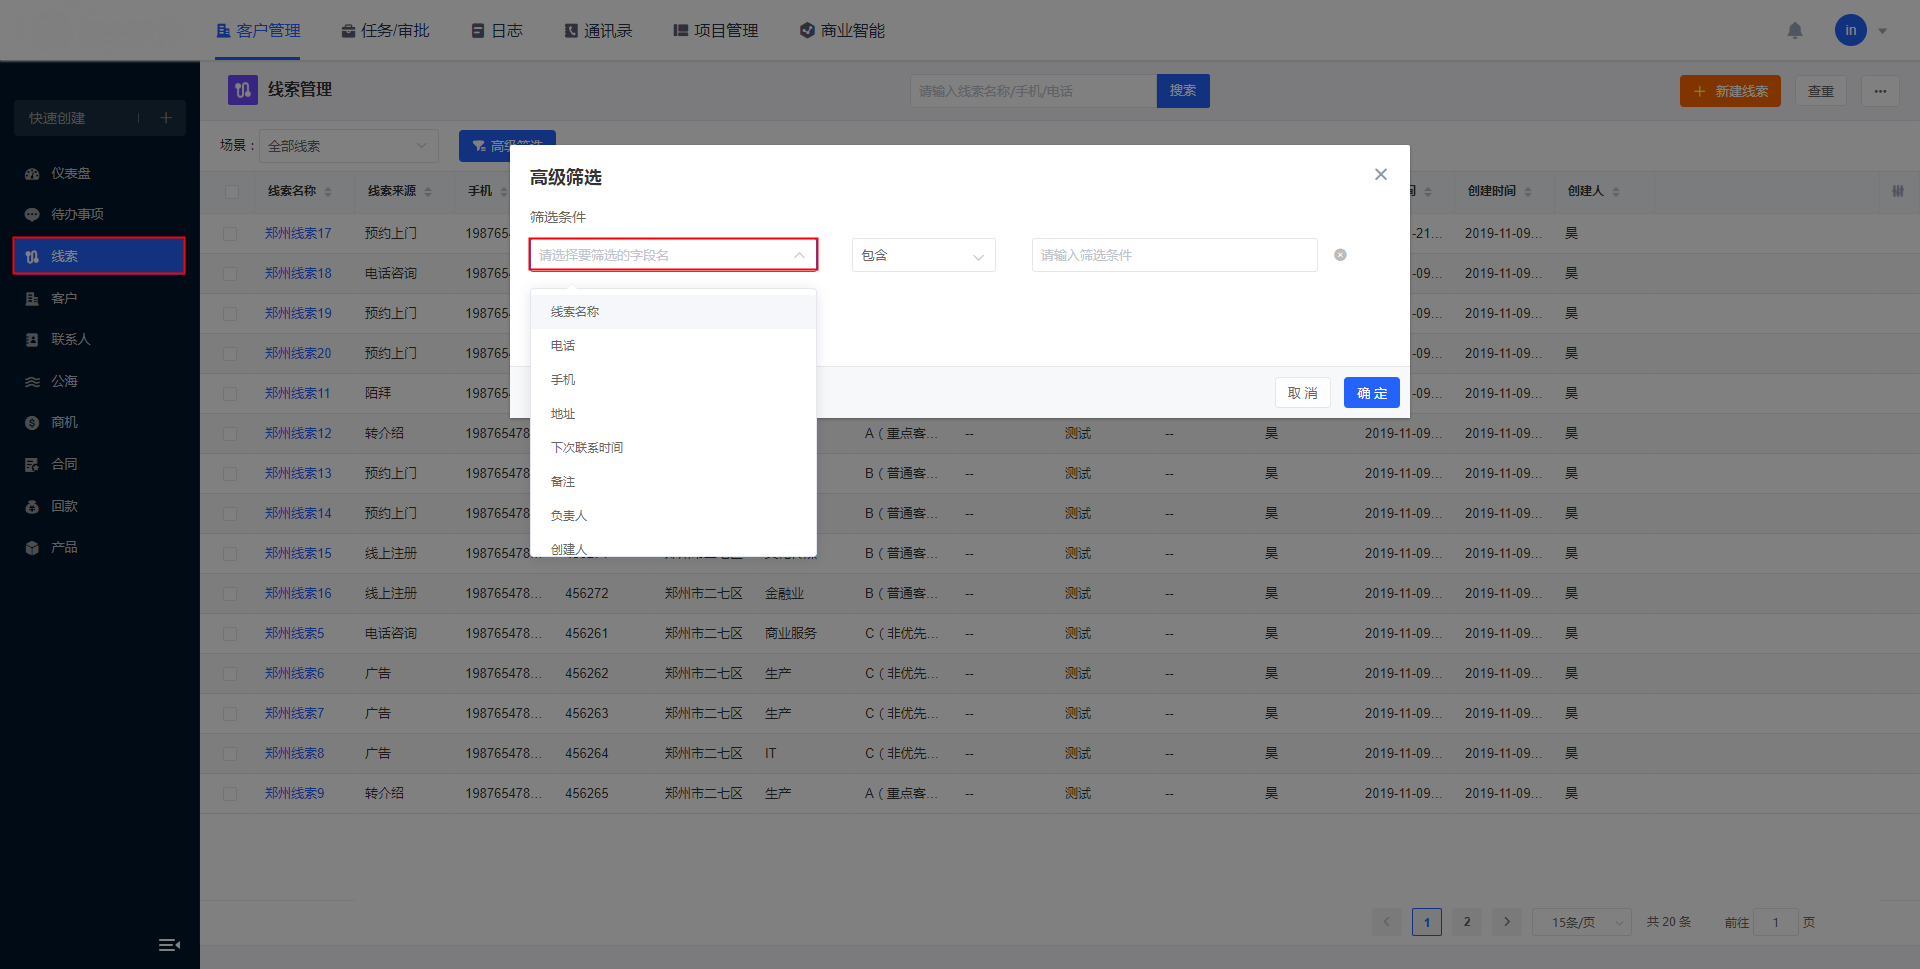 客户管理 任务/审批 日志 通讯录 项目管理 商业智能 in
线索管理 请输入线索名称/手机/电话 搜索 + 新建线索 查重 ...
快速创建 | +
仪表盘
待办事项
线索
客户
联系人
公海
商机
合同
回款
产品
场景： 全部线索 高级筛选
线索名称 线索来源 手机 创建时间 创建人
高级筛选
筛选条件
请选择要筛选的字段名 包含 请输入筛选条件
线索名称
电话
手机
地址
下次联系时间
备注
负责人
创建人
取 消 确 定
郑州线索17 预约上门 19876 -21... 2019-11-09... 昊
郑州线索18 电话咨询 19876 -09... 2019-11-09... 昊
郑州线索19 预约上门 19876 -09... 2019-11-09... 昊
郑州线索20 预约上门 19876 -09... 2019-11-09... 昊
郑州线索11 陌拜 19876 -09... 2019-11-09... 昊
郑州线索12 转介绍 198765478 A（重点客... -- 测试 -- 昊 2019-11-09... 2019-11-09... 昊
郑州线索13 预约上门 198765478 B（普通客... -- 测试 -- 昊 2019-11-09... 2019-11-09... 昊
郑州线索14 预约上门 198765478 B（普通客... -- 测试 -- 昊 2019-11-09... 2019-11-09... 昊
郑州线索15 线上注册 198765478 B（普通客... -- 测试 -- 昊 2019-11-09... 2019-11-09... 昊
郑州线索16 线上注册 198765478... 456272 郑州市二七区 金融业 B（普通客... -- 测试 -- 昊 2019-11-09... 2019-11-09... 昊
郑州线索5 电话咨询 198765478... 456261 郑州市二七区 商业服务 C（非优先... -- 测试 -- 昊 2019-11-09... 2019-11-09... 昊
郑州线索6 广告 198765478... 456262 郑州市二七区 生产 C（非优先... -- 测试 -- 昊 2019-11-09... 2019-11-09... 昊
郑州线索7 广告 198765478... 456263 郑州市二七区 生产 C（非优先... -- 测试 -- 昊 2019-11-09... 2019-11-09... 昊
郑州线索8 广告 198765478... 456264 郑州市二七区 IT C（非优先... -- 测试 -- 昊 2019-11-09... 2019-11-09... 昊
郑州线索9 转介绍 198765478... 456265 郑州市二七区 生产 A（重点客... -- 测试 -- 昊 2019-11-09... 2019-11-09... 昊
1 2 15条/页 共 20 条 前往 1 页